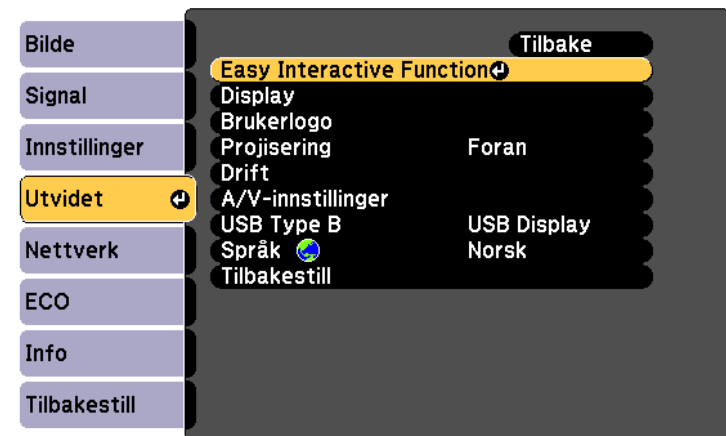 Bilde
Signal
Innstillinger
Utvidet
Nettverk
ECO
Info
Tilbakestill
Tilbake
Easy Interactive Function
Display
Brukerlogo
Projisering Foran
Drift
A/V-innstillinger
USB Type B USB Display
Språk Norsk
Tilbakestill